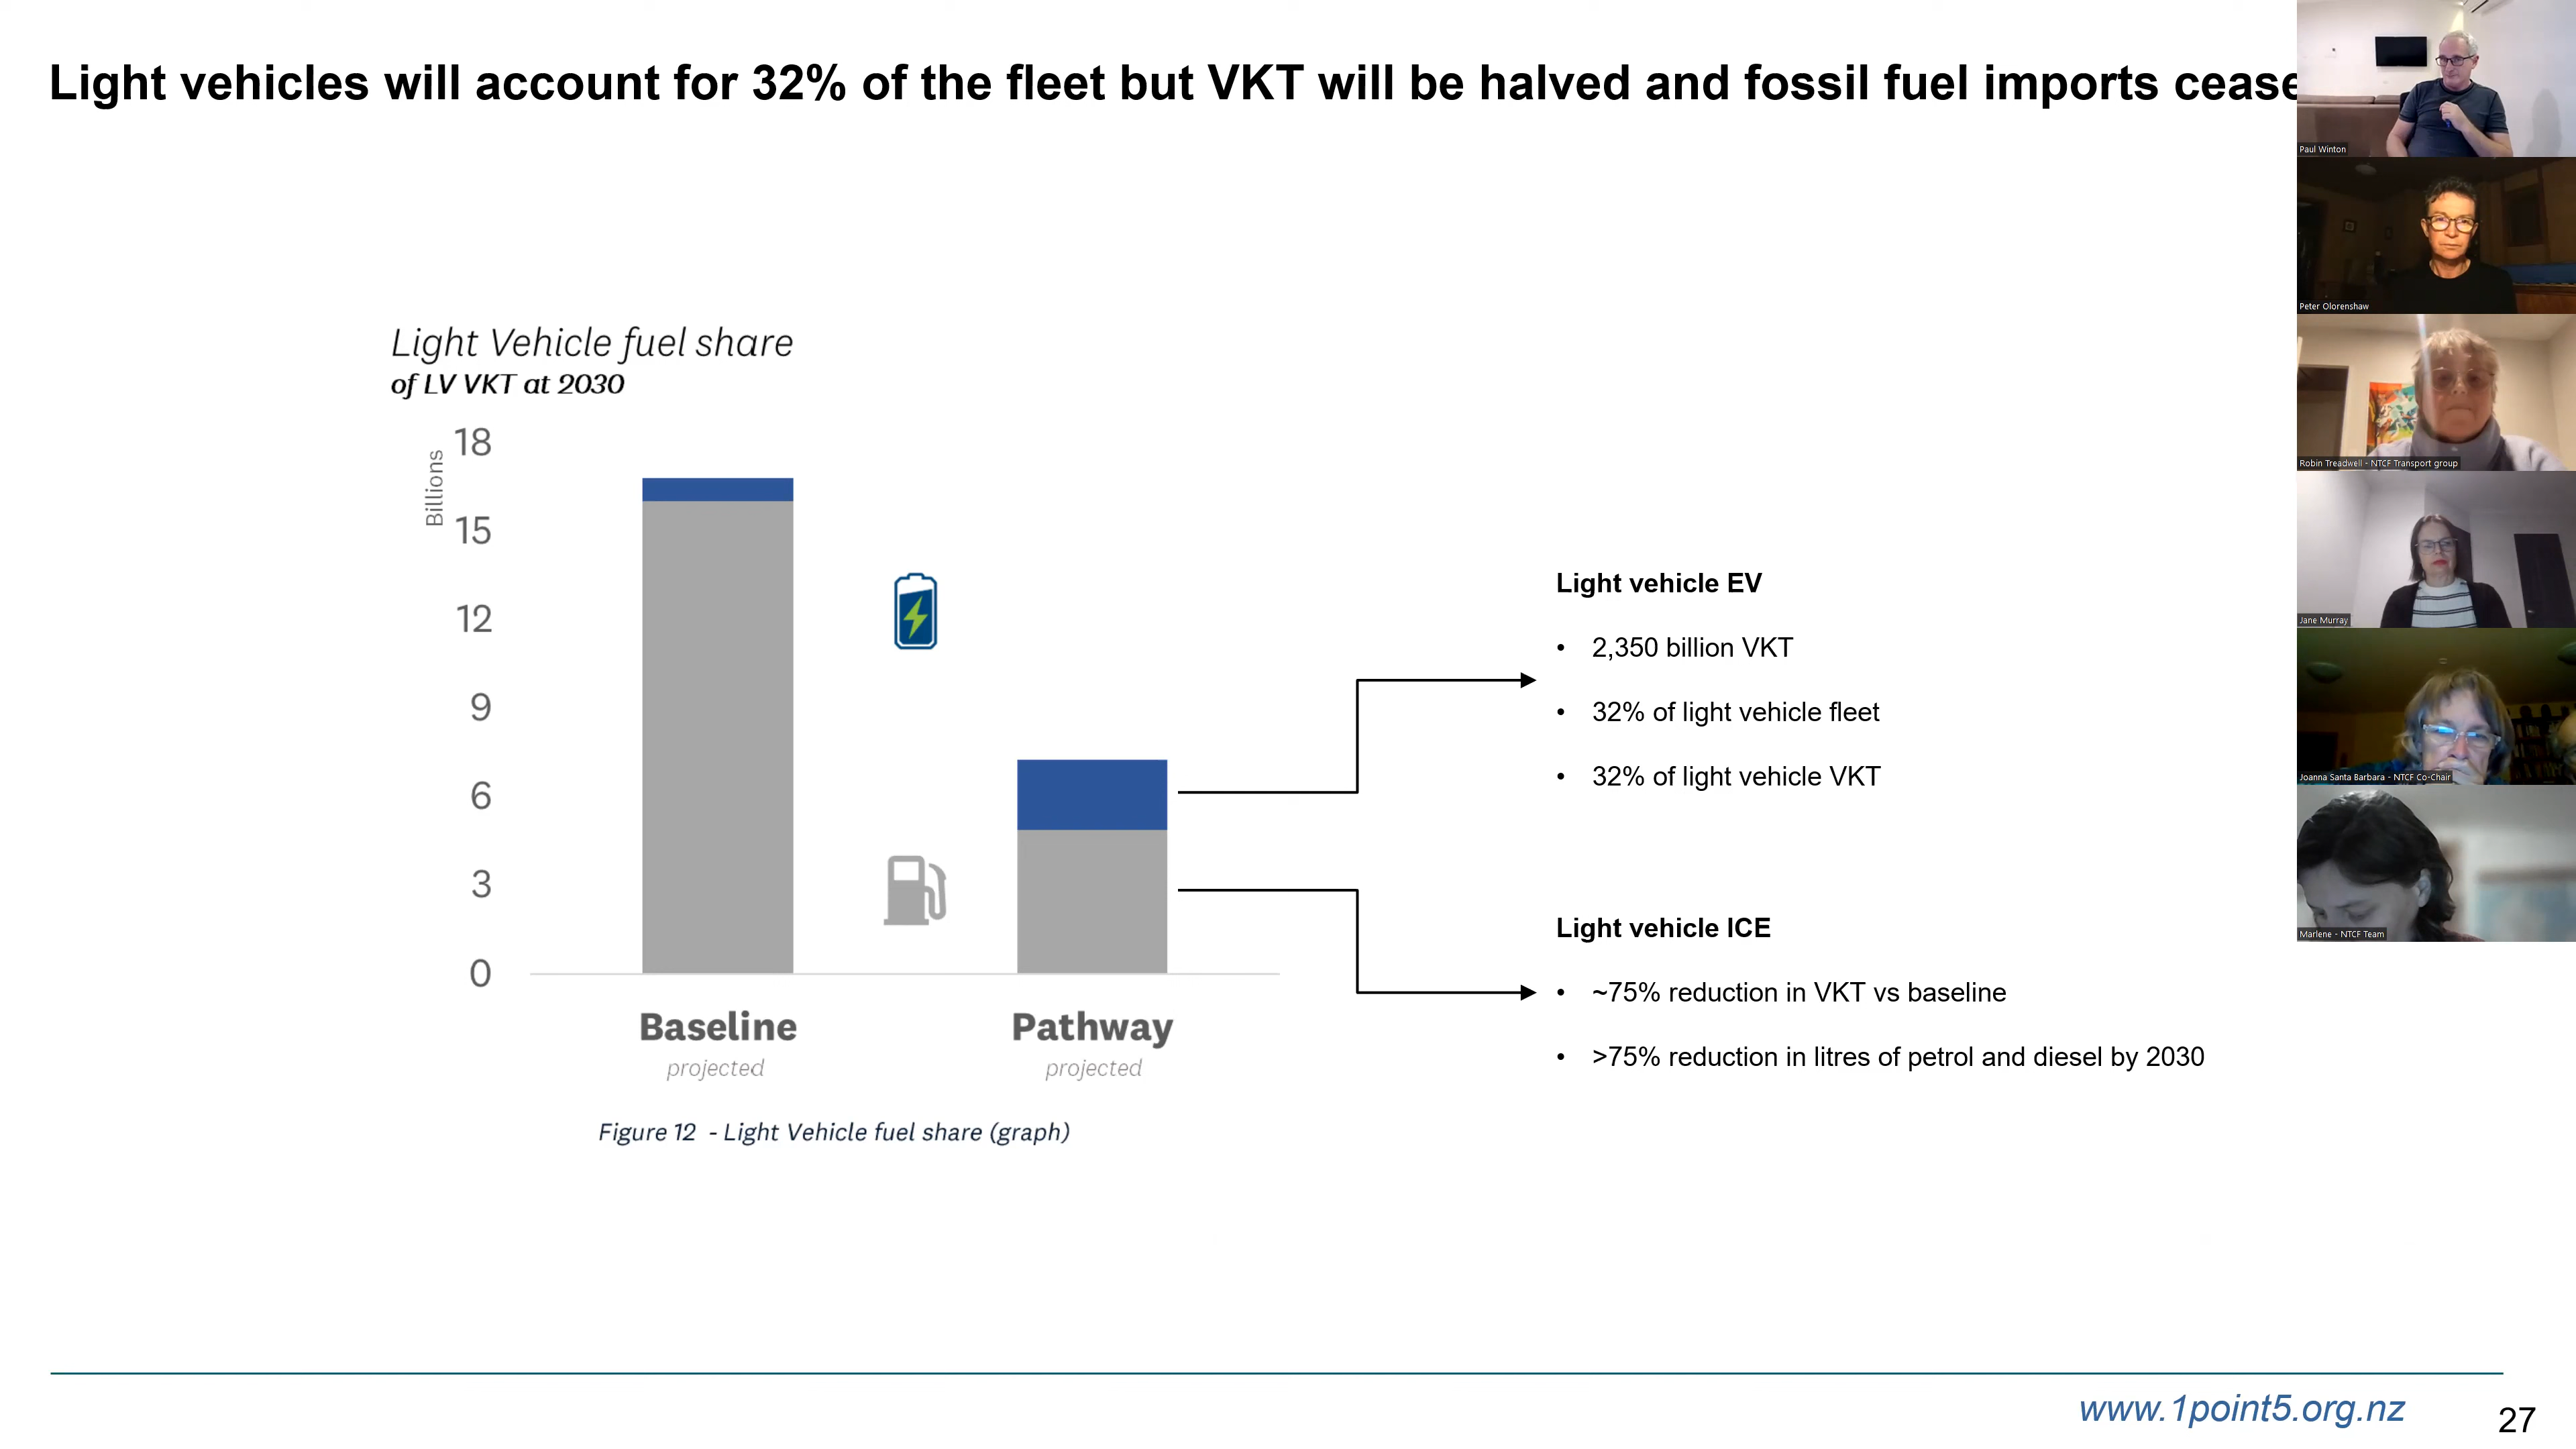 Light vehicles will account for 32% of the fleet but VKT will be halved and fossil fuel imports cease
Light Vehicle fuel share
of LV VKT at 2030
Billions
18
15
12
9
6
3
0
Baseline
projected
Pathway
projected
Figure 12 - Light Vehicle fuel share (graph)
Light vehicle EV
• 2,350 billion VKT
• 32% of light vehicle fleet
• 32% of light vehicle VKT
Light vehicle ICE
• ~75% reduction in VKT vs baseline
• >75% reduction in litres of petrol and diesel by 2030
www.1point5.org.nz
27
Paul Winton
Peter Olorenshaw
Robin Treadwell - NTCF Transport group
Jane Murray
Joanna Santa Barbara - NTCF Co-Chair
Marlene - NTCF Team